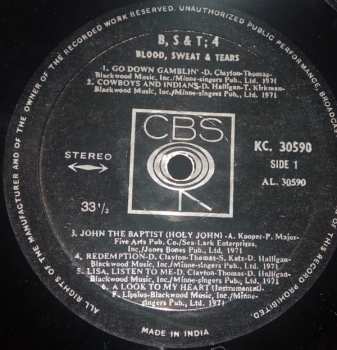 ALL RIGHTS OF THE MANUFACTURER AND OF THE OWNER OF THE RECORDED WORK RESERVED. UNAUTHORIZED PUBLIC PERFORMANCE, BROADCAS OF THIS RECORD PROHIBITED.
B, S & T; 4
BLOOD, SWEAT & TEARS
1. GO DOWN GAMBLIN'-D. Clayton-Thomas-
Blackwood Music, Inc./Minne-singers Pub., Ltd. 1971
2. COWBOYS AND INDIANS-D. Halligan-T. Kirkman-
Blackwood Music, Inc./Minne-singers
Pub., Ltd. 1971
CBS
KC. 30590
STEREO
SIDE 1
AL. 30590
33⅓
3. JOHN THE BAPTIST (HOLY JOHN)-A. Kooper-P. Major-
Five Arts Pub. Co./Sea-Lark Enterprises,
Inc./Jones Bones Pub., Ltd. 1971
4. REDEMPTION-D. Clayton-Thomas-S. Katz-D. Halligan-
Blackwood Music, Inc./Minne-singers Pub., Ltd. 1971
5. LISA, LISTEN TO ME-D. Clayton-Thomas-D. Halligan-
Blackwood Music, Inc./Minne-singers Pub., Ltd. 1971
6. A LOOK TO MY HEART (Instrumental)-
F. Lipsius-Blackwood Music, Inc./Minne-
singers Pub., Ltd. 1971
MADE IN INDIA